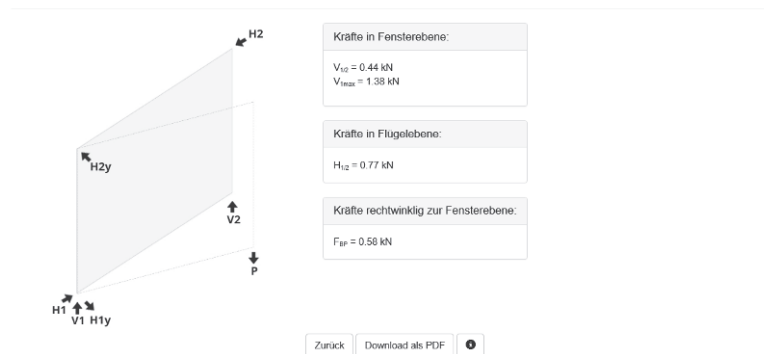 H2
H2y
V2
P
H1
V1 H1y
Kräfte in Fensterebene:
V1/2 = 0.44 kN
V1max = 1.38 kN
Kräfte in Flügelebene:
H1/2 = 0.77 kN
Kräfte rechtwinklig zur Fensterebene:
FBP = 0.58 kN
Zurück Download als PDF